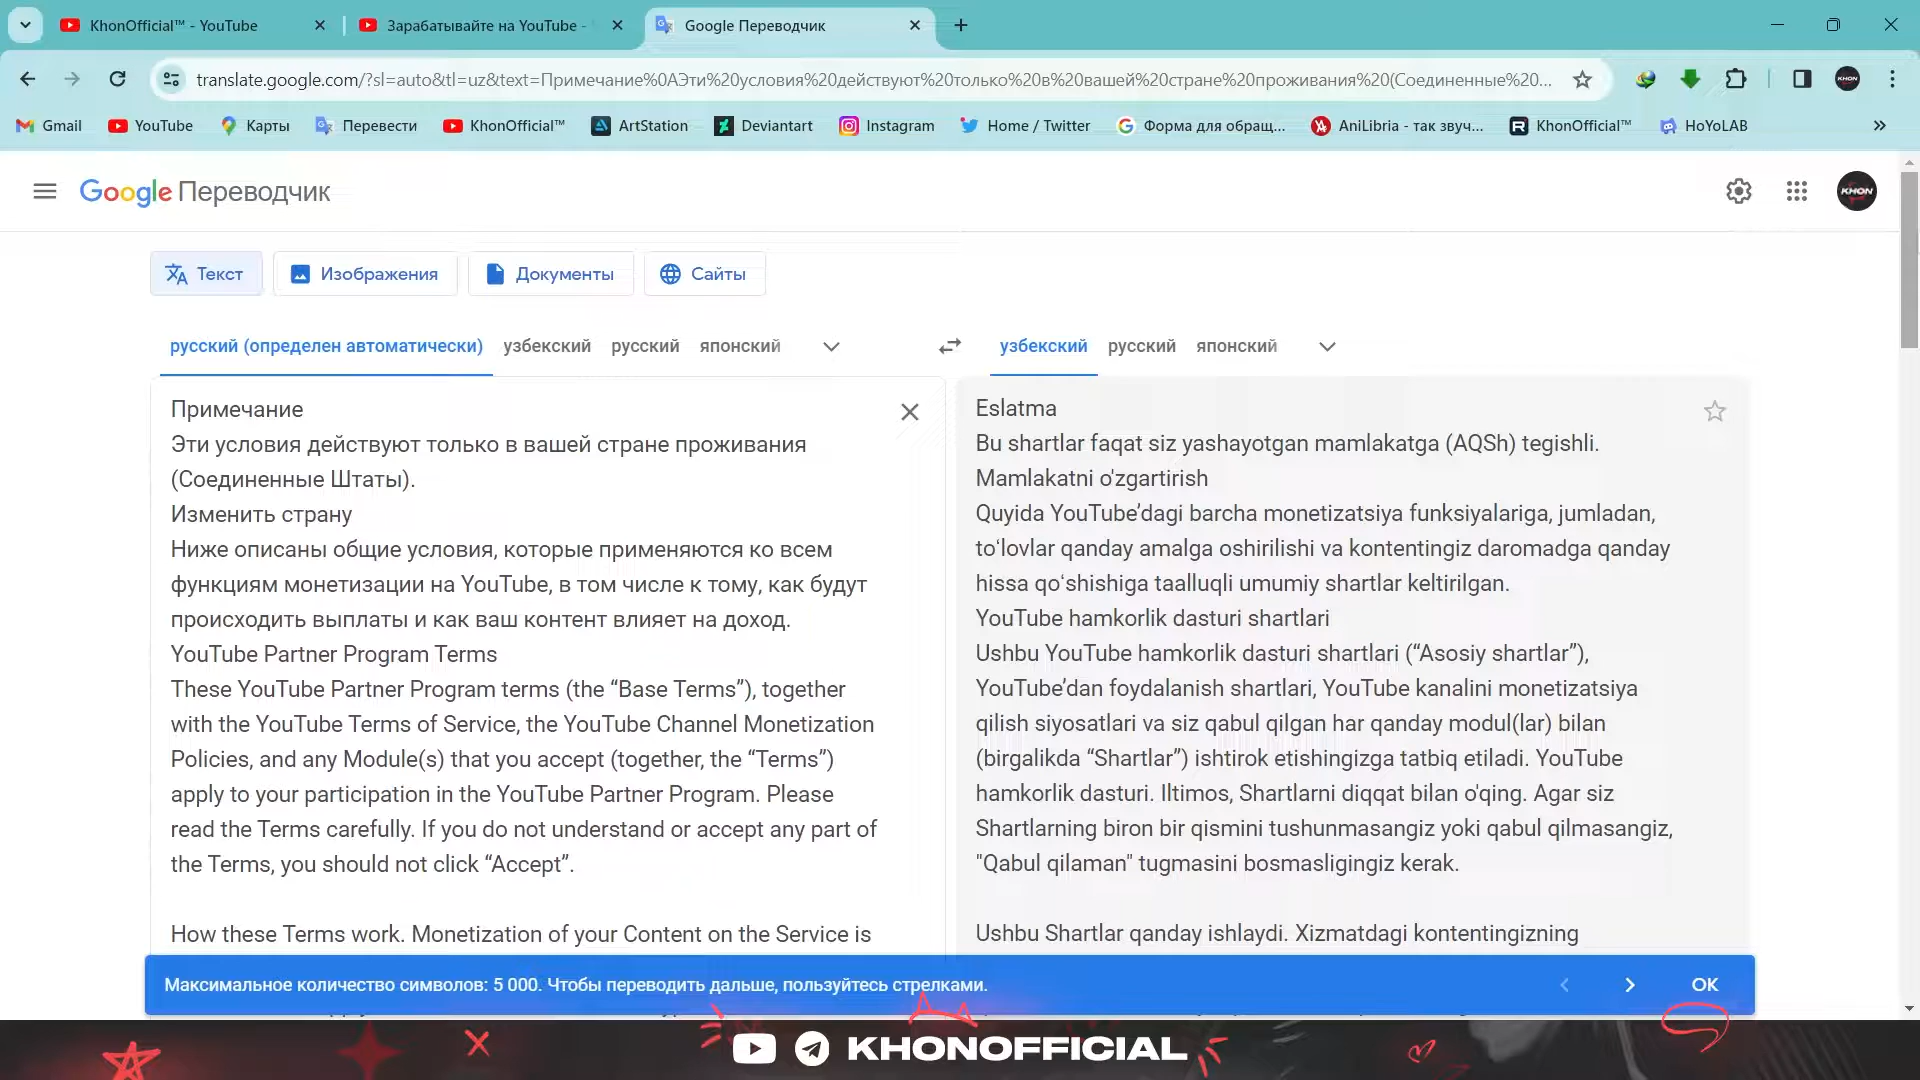 KhonOfficial™ - YouTube
Зарабатывайте на YouTube -
Google Переводчик
translate.google.com/?sl=auto&tl=uz&text=Примечание%0AЭти%20условия%20действуют%20только%20в%20вашей%20стране%20проживания%20(Соединенные%20...
Gmail YouTube Карты Перевести KhonOfficial™ ArtStation Deviantart Instagram Home / Twitter Форма для обращ... AniLibria - так звуч... KhonOfficial™ HoYoLAB
Google Переводчик
KHON
Текст Изображения Документы Сайты
русский (определен автоматически) узбекский русский японский
узбекский русский японский
Примечание
Эти условия действуют только в вашей стране проживания
(Соединенные Штаты).
Изменить страну
Ниже описаны общие условия, которые применяются ко всем
функциям монетизации на YouTube, в том числе к тому, как будут
происходить выплаты и как ваш контент влияет на доход.
YouTube Partner Program Terms
These YouTube Partner Program terms (the “Base Terms”), together
with the YouTube Terms of Service, the YouTube Channel Monetization
Policies, and any Module(s) that you accept (together, the “Terms”)
apply to your participation in the YouTube Partner Program. Please
read the Terms carefully. If you do not understand or accept any part of
the Terms, you should not click “Accept”.
How these Terms work. Monetization of your Content on the Service is
Eslatma
Bu shartlar faqat siz yashayotgan mamlakatga (AQSh) tegishli.
Mamlakatni o'zgartirish
Quyida YouTubeʼdagi barcha monetizatsiya funksiyalariga, jumladan,
toʻlovlar qanday amalga oshirilishi va kontentingiz daromadga qanday
hissa qoʻshishiga taalluqli umumiy shartlar keltirilgan.
YouTube hamkorlik dasturi shartlari
Ushbu YouTube hamkorlik dasturi shartlari (“Asosiy shartlar”),
YouTubeʼdan foydalanish shartlari, YouTube kanalini monetizatsiya
qilish siyosatlari va siz qabul qilgan har qanday modul(lar) bilan
(birgalikda “Shartlar”) ishtirok etishingizga tatbiq etiladi. YouTube
hamkorlik dasturi. Iltimos, Shartlarni diqqat bilan o'qing. Agar siz
Shartlarning biron bir qismini tushunmasangiz yoki qabul qilmasangiz,
"Qabul qilaman" tugmasini bosmasligingiz kerak.
Ushbu Shartlar qanday ishlaydi. Xizmatdagi kontentingizning
Максимальное количество символов: 5 000. Чтобы переводить дальше, пользуйтесь стрелками.
OK
KHONOFFICIAL